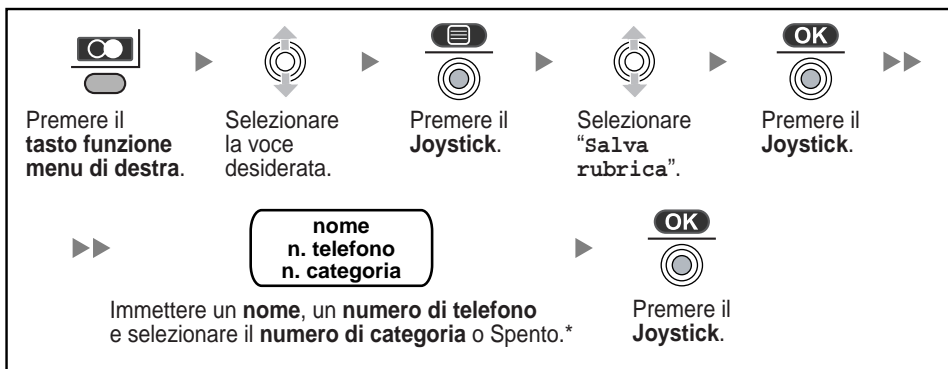 OK
Premere il
tasto funzione
menu di destra.
Selezionare
la voce
desiderata.
Premere il
Joystick.
Selezionare
“Salva
rubrica”.
Premere il
Joystick.
nome
n. telefono
n. categoria
OK
Immettere un nome, un numero di telefono
e selezionare il numero di categoria o Spento.*
Premere il
Joystick.